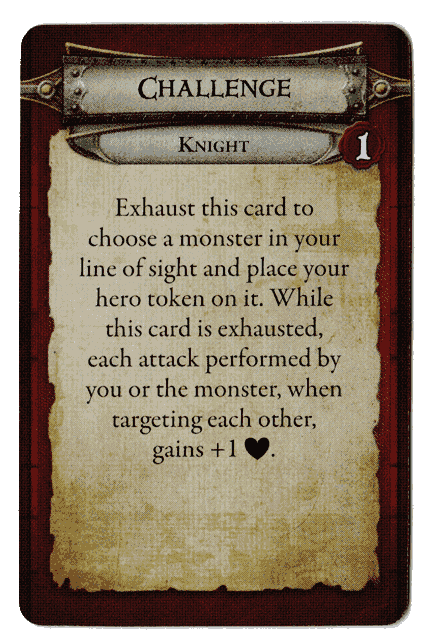 CHALLENGE
KNIGHT
1
Exhaust this card to
choose a monster in your
line of sight and place your
hero token on it. While
this card is exhausted,
each attack performed by
you or the monster, when
targeting each other,
gains +1 ♥.